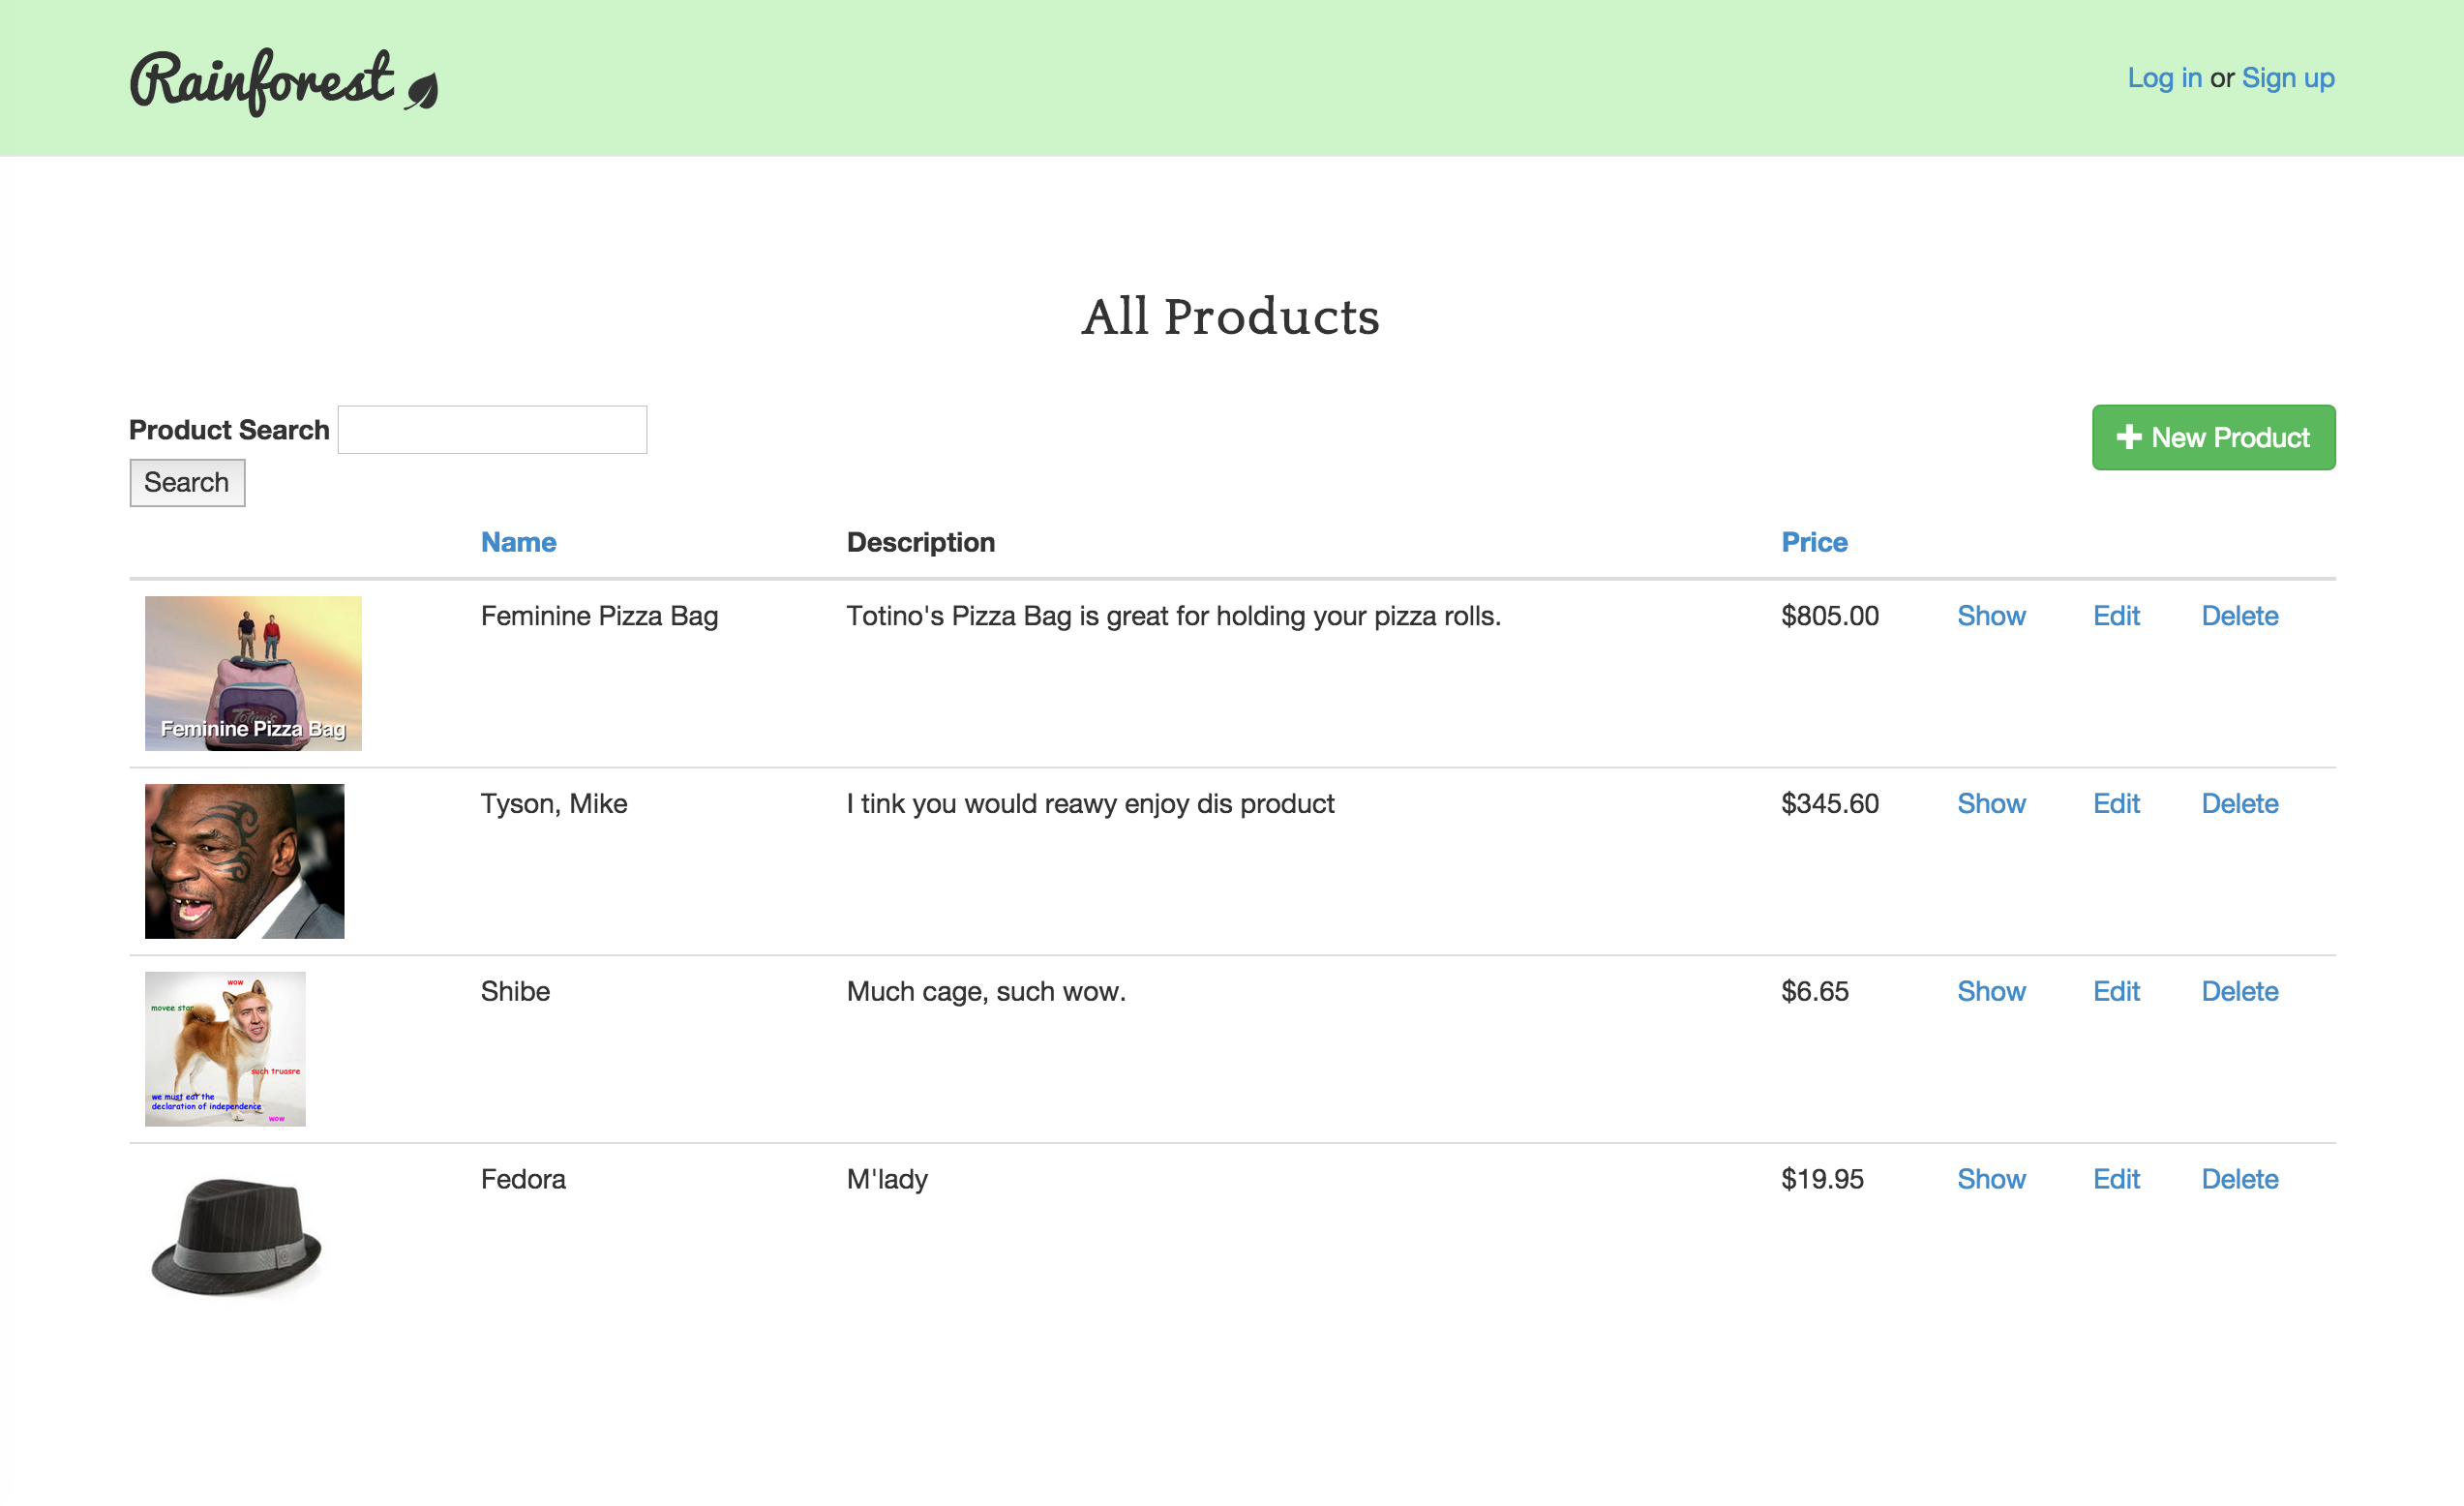 Rainforest
Log in or Sign up
All Products
Product Search
New Product
Search
Name Description Price
Feminine Pizza Bag Totino's Pizza Bag is great for holding your pizza rolls. $805.00 Show Edit Delete
Totino's
Feminine Pizza Bag
Tyson, Mike I tink you would reawy enjoy dis product $345.60 Show Edit Delete
Shibe Much cage, such wow. $6.65 Show Edit Delete
wow
movee star
such truasre
we must eat the
declaration of independence
wow
Fedora M'lady $19.95 Show Edit Delete